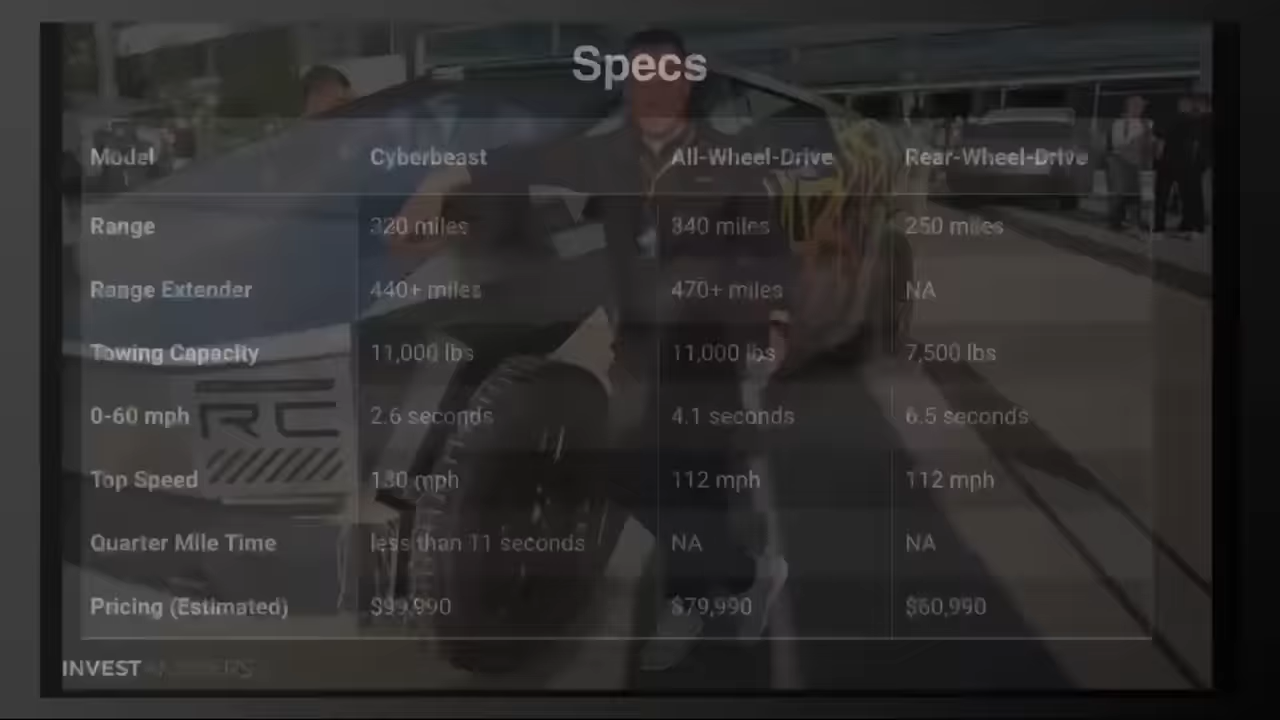 Specs
Model Cyberbeast All-Wheel-Drive Rear-Wheel-Drive
Range 320 miles 340 miles 250 miles
Range Extender 440+ miles 470+ miles NA
Towing Capacity 11,000 lbs 11,000 lbs 7,500 lbs
0-60 mph 2.6 seconds 4.1 seconds 6.5 seconds
RC
Top Speed 130 mph 112 mph 112 mph
Quarter Mile Time less than 11 seconds NA NA
Pricing (Estimated) $99,990 $79,990 $60,990
INVEST